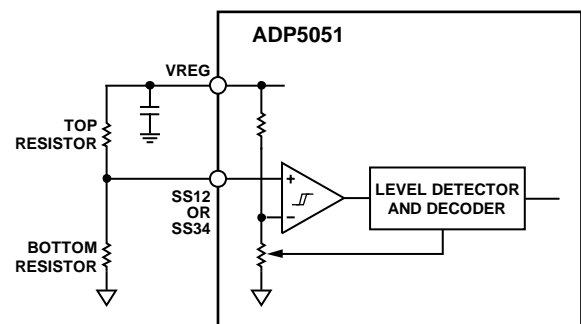 ADP5051
VREG
TOP
RESISTOR
SS12
OR
SS34
+
−
LEVEL DETECTOR
AND DECODER
BOTTOM
RESISTOR